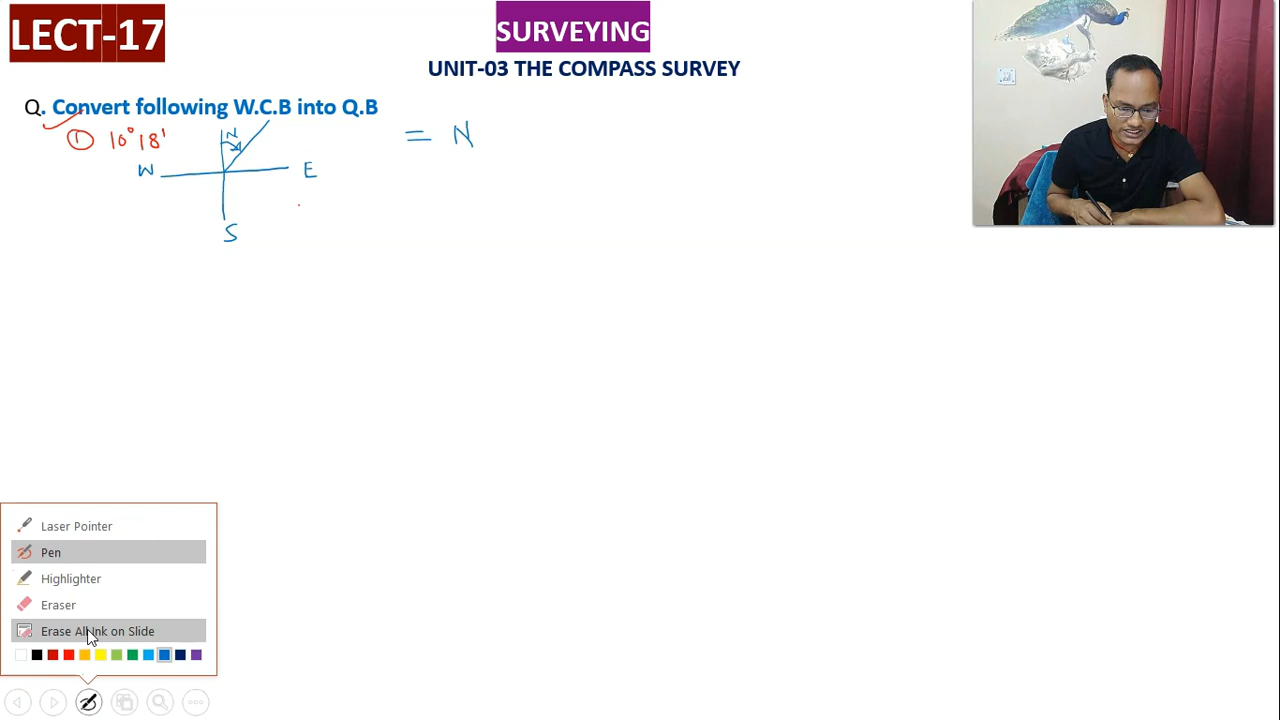 LECT-17
SURVEYING
UNIT-03 THE COMPASS SURVEY
Q. Convert following W.C.B into Q.B
① 10°18'
N
= N
W
E
S
Laser Pointer
Pen
Highlighter
Eraser
Erase All Ink on Slide